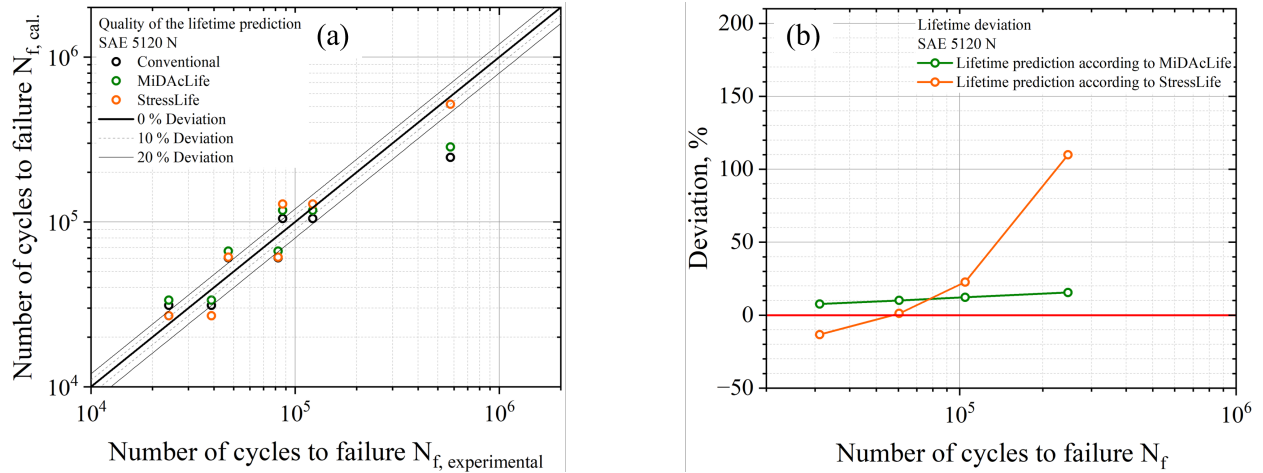 Quality of the lifetime prediction
SAE 5120 N
Conventional
MiDAcLife
StressLife
0 % Deviation
10 % Deviation
20 % Deviation
(a)
Number of cycles to failure N_f, cal.
10^6
10^5
10^4
10^4
10^5
10^6
Number of cycles to failure N_f, experimental
(b)
Lifetime deviation
SAE 5120 N
Lifetime prediction according to MiDAcLife
Lifetime prediction according to StressLife
Deviation, %
200
150
100
50
0
−50
10^5
10^6
Number of cycles to failure N_f